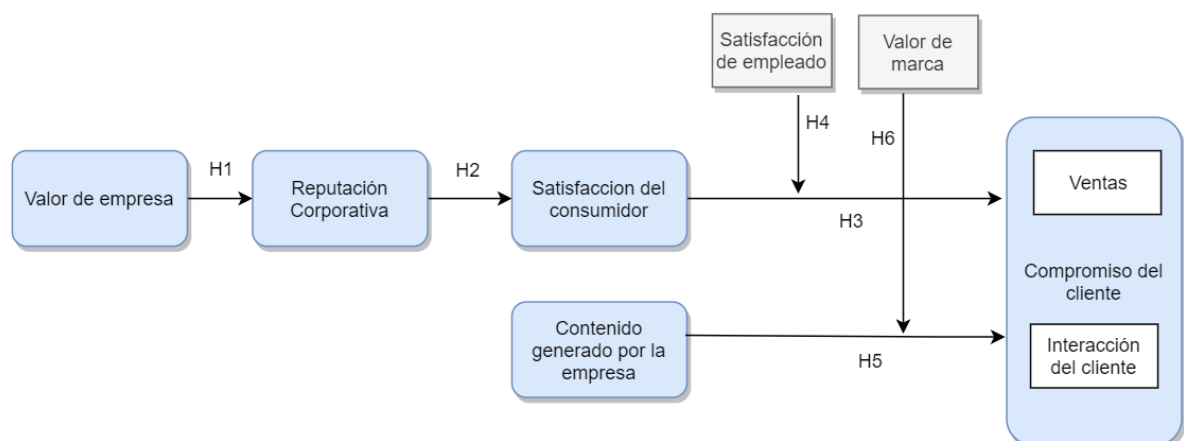 Satisfacción
de empleado
Valor de
marca
H4
H6
Valor de empresa
H1
Reputación
Corporativa
H2
Satisfaccion del
consumidor
H3
Ventas
Compromiso del
cliente
Contenido
generado por la
empresa
H5
Interacción
del cliente